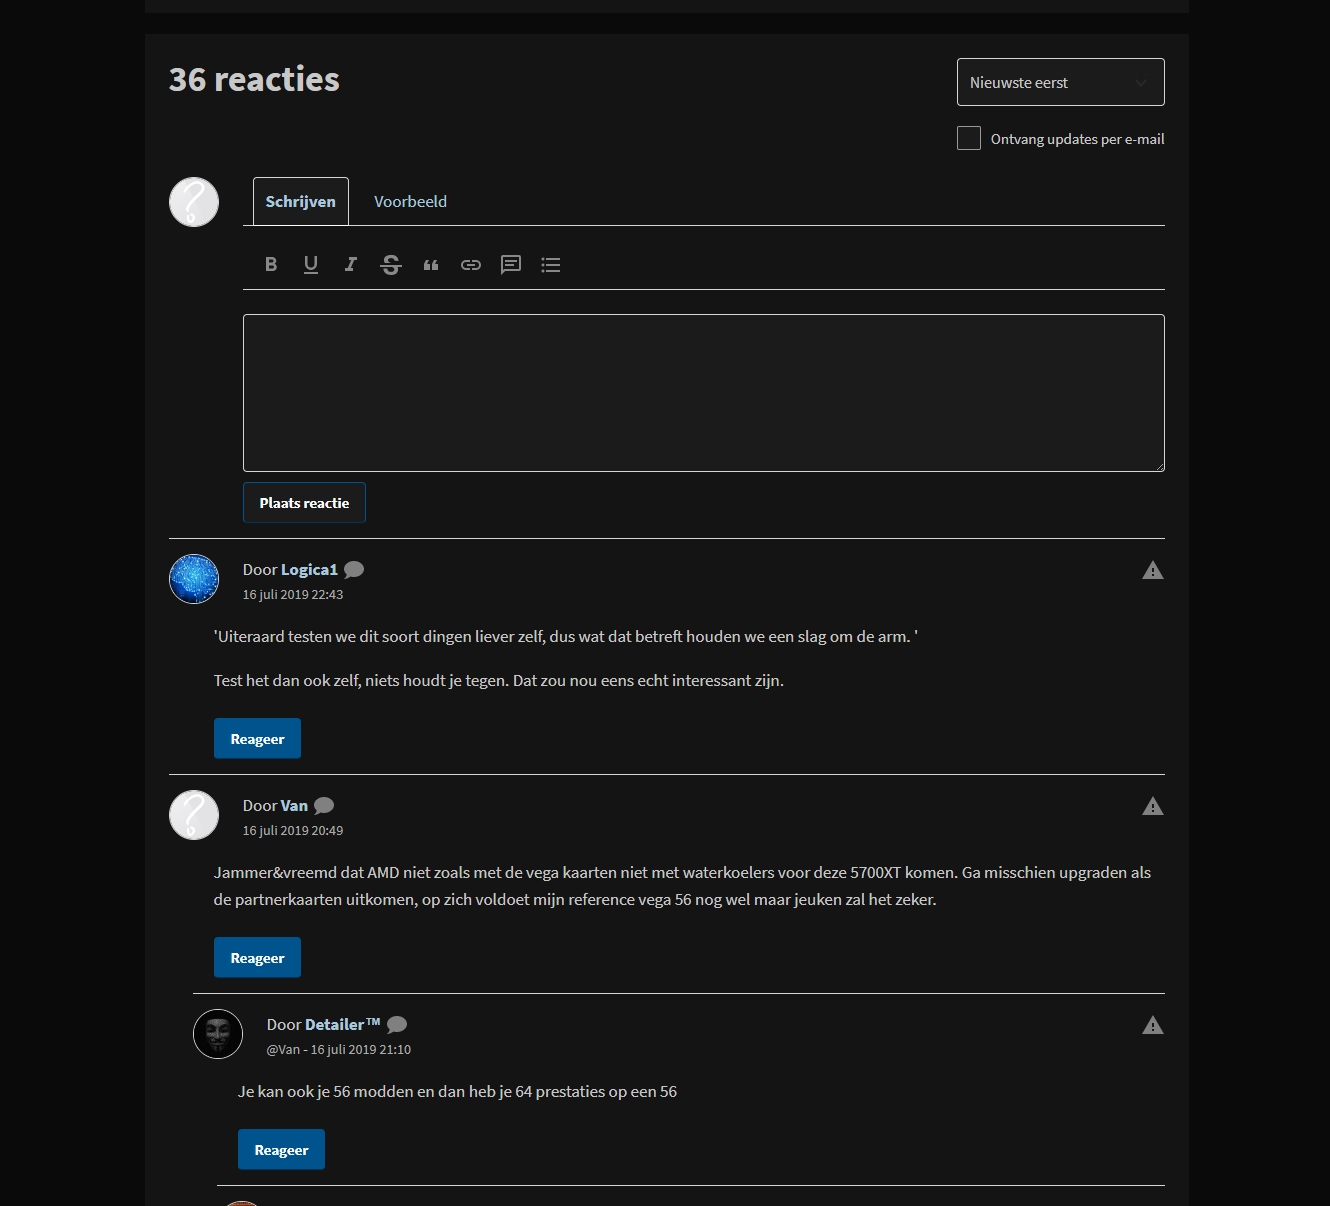 36 reacties
Nieuwste eerst
Ontvang updates per e-mail
Schrijven
Voorbeeld
B U I S “
Plaats reactie
Door Logica1
16 juli 2019 22:43
'Uiteraard testen we dit soort dingen liever zelf, dus wat dat betreft houden we een slag om de arm. '
Test het dan ook zelf, niets houdt je tegen. Dat zou nou eens echt interessant zijn.
Reageer
Door Van
16 juli 2019 20:49
Jammer&vreemd dat AMD niet zoals met de vega kaarten niet met waterkoelers voor deze 5700XT komen. Ga misschien upgraden als
de partnerkaarten uitkomen, op zich voldoet mijn reference vega 56 nog wel maar jeuken zal het zeker.
Reageer
Door Detailer™
@Van - 16 juli 2019 21:10
Je kan ook je 56 modden en dan heb je 64 prestaties op een 56
Reageer